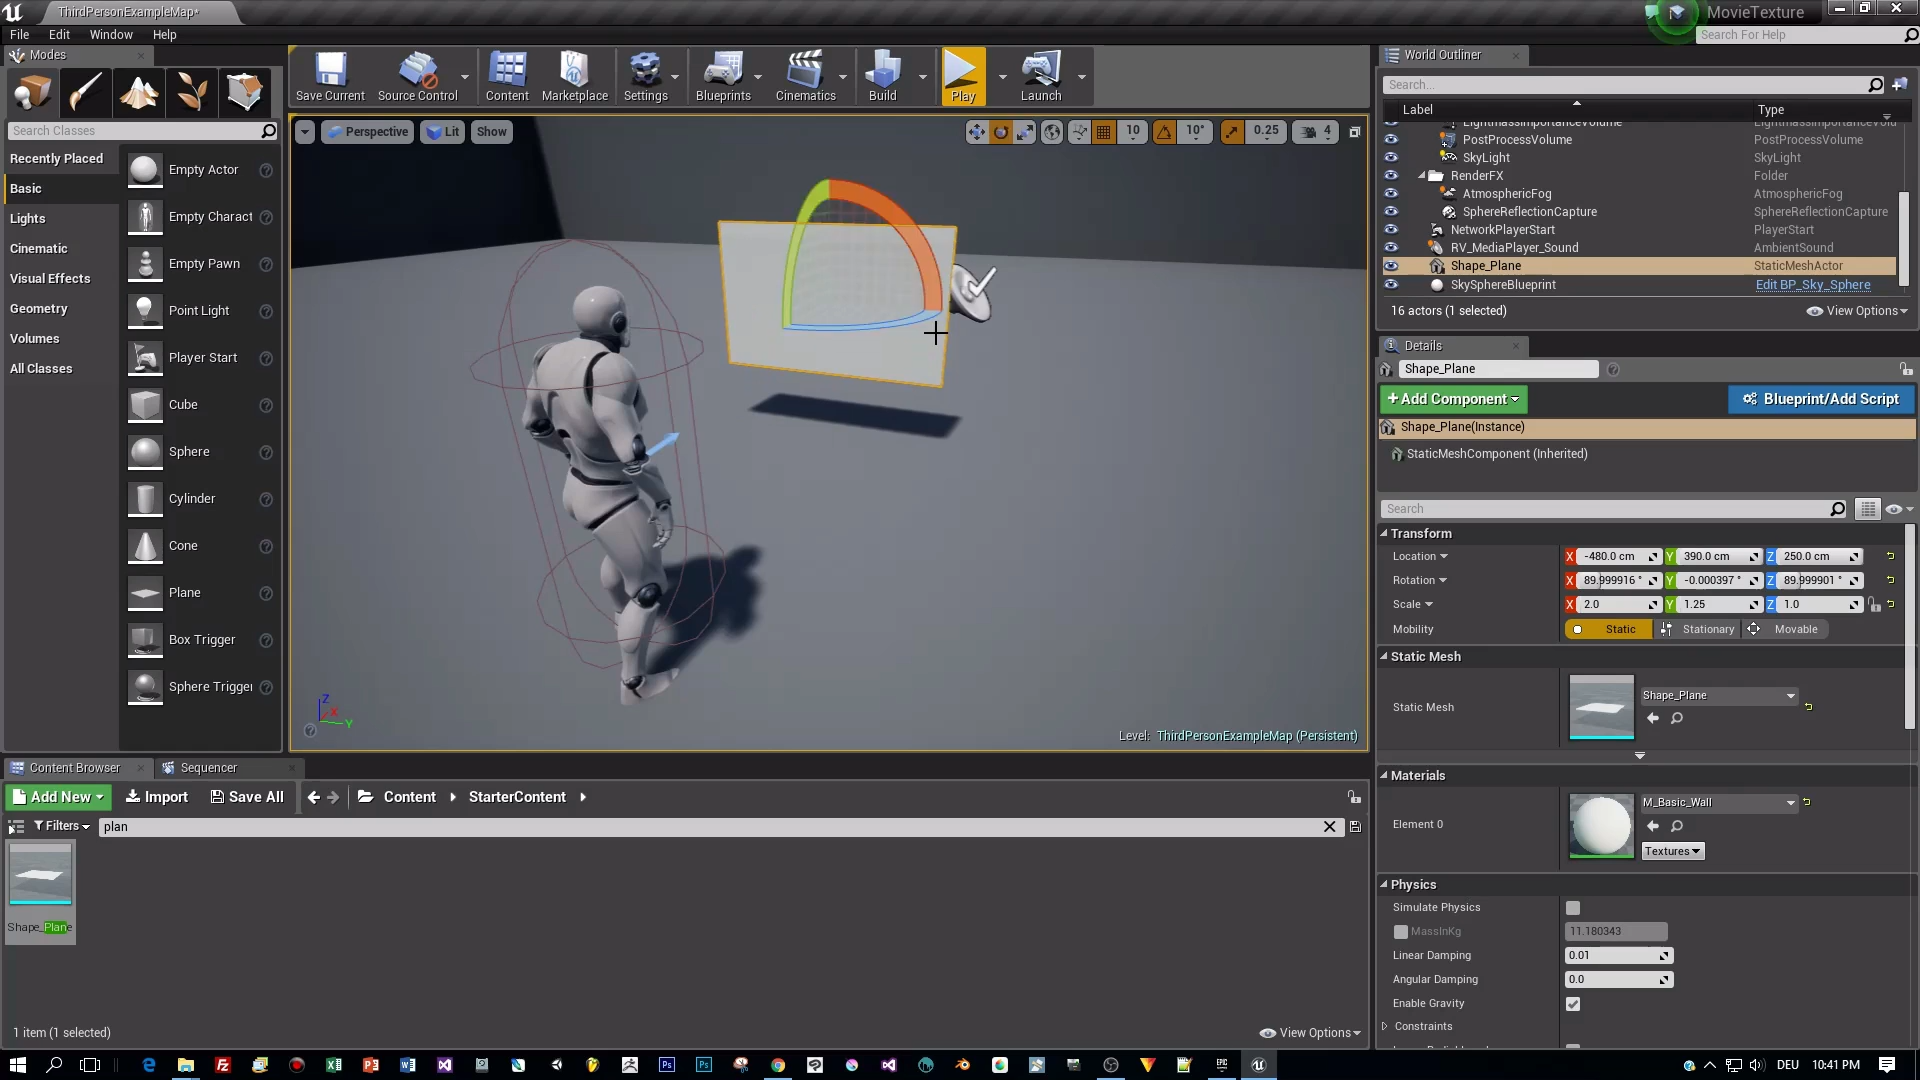 ThirdPersonExampleMap*
MovieTexture
File Edit Window Help
Search For Help
Modes
Save Current Source Control Content Marketplace Settings Blueprints Cinematics Build Play Launch
World Outliner
Search...
Label Type
Search Classes
Perspective Lit Show 10 10° 0.25 4
LightmassImportanceVolume LightmassImportanceVolu
PostProcessVolume PostProcessVolume
SkyLight SkyLight
RenderFX Folder
AtmosphericFog AtmosphericFog
SphereReflectionCapture SphereReflectionCapture
NetworkPlayerStart PlayerStart
RV_MediaPlayer_Sound AmbientSound
Shape_Plane StaticMeshActor
SkySphereBlueprint Edit BP_Sky_Sphere
16 actors (1 selected) View Options
Recently Placed
Basic
Lights
Cinematic
Visual Effects
Geometry
Volumes
All Classes
Empty Actor
Empty Charact
Empty Pawn
Point Light
Player Start
Cube
Sphere
Cylinder
Cone
Plane
Box Trigger
Sphere Trigger
Z
X
Y
Level: ThirdPersonExampleMap (Persistent)
Details
Shape_Plane
+Add Component Blueprint/Add Script
Shape_Plane(Instance)
StaticMeshComponent (Inherited)
Search
Transform
Location X -480.0 cm Y 390.0 cm Z 250.0 cm
Rotation X 89.999916 ° Y -0.000397 ° Z 89.999901 °
Scale X 2.0 Y 1.25 Z 1.0
Mobility Static Stationary Movable
Static Mesh
Static Mesh Shape_Plane
Materials
Element 0 M_Basic_Wall
Textures
Physics
Simulate Physics
MassInKg 11.180343
Linear Damping 0.01
Angular Damping 0.0
Enable Gravity
Constraints
Content Browser Sequencer
Add New Import Save All Content StarterContent
Filters plan
Shape_Plane
1 item (1 selected) View Options
DEU 10:41 PM